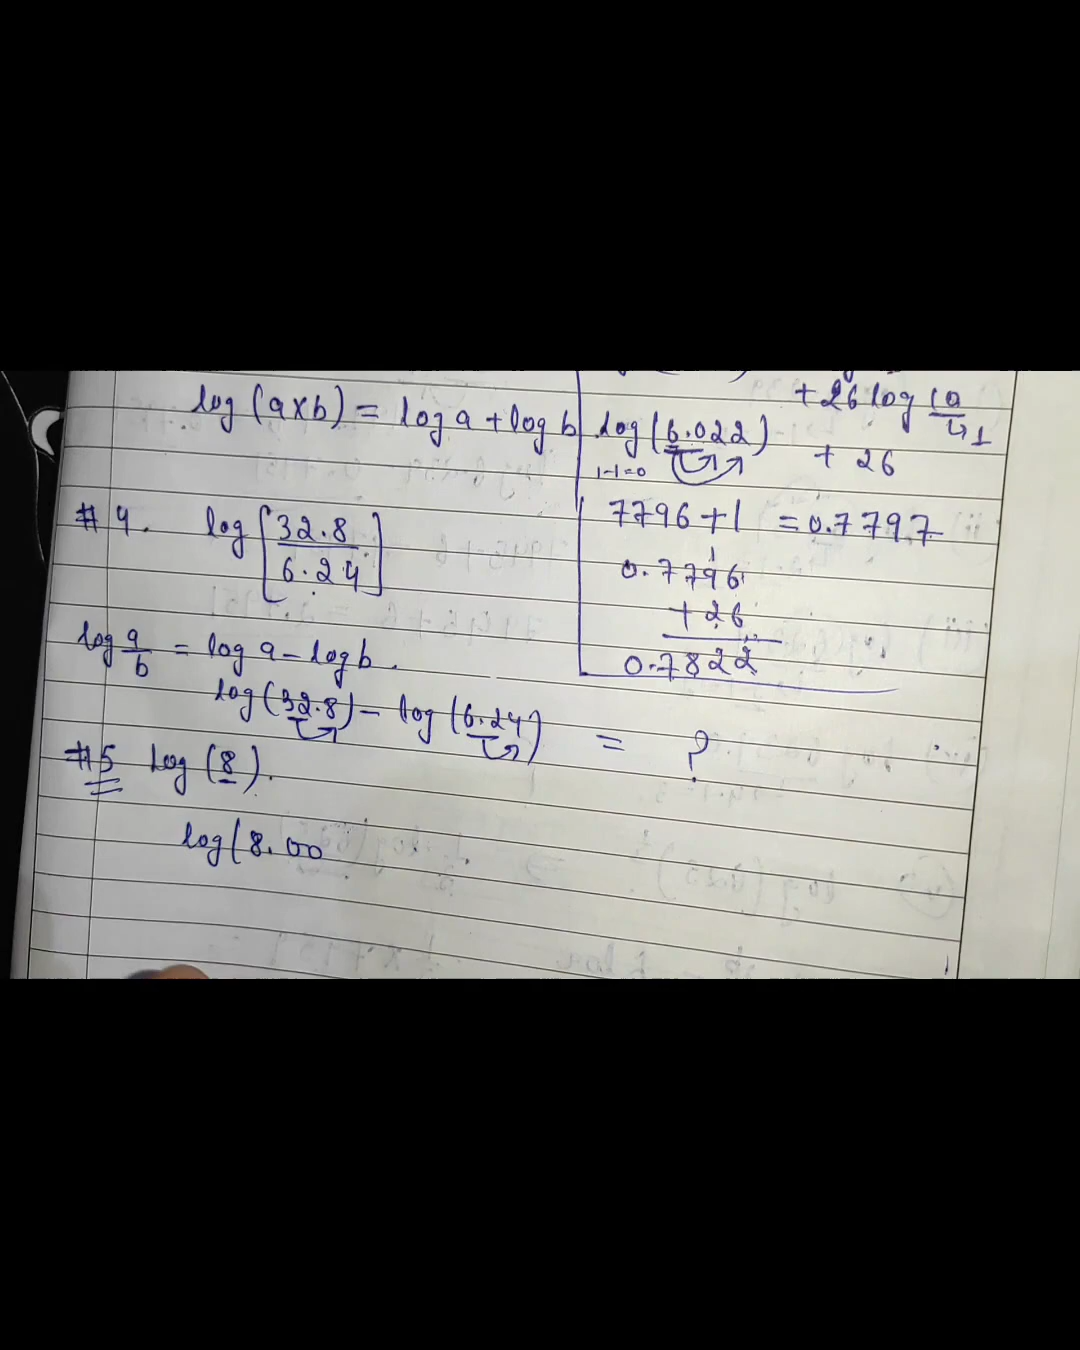 log (a×b) = log a + log b
# 4. log [32.8 / 6.24]
log a/b = log a - log b.
log (32.8) - log (6.24) = ?
#5 log (8).
log (8.00
+ 26 log 10
↳ 1
log (6.022) + 26
1-1=0
7796 + 1 = 0.7797
1
0.7796
+ 26
0.7822